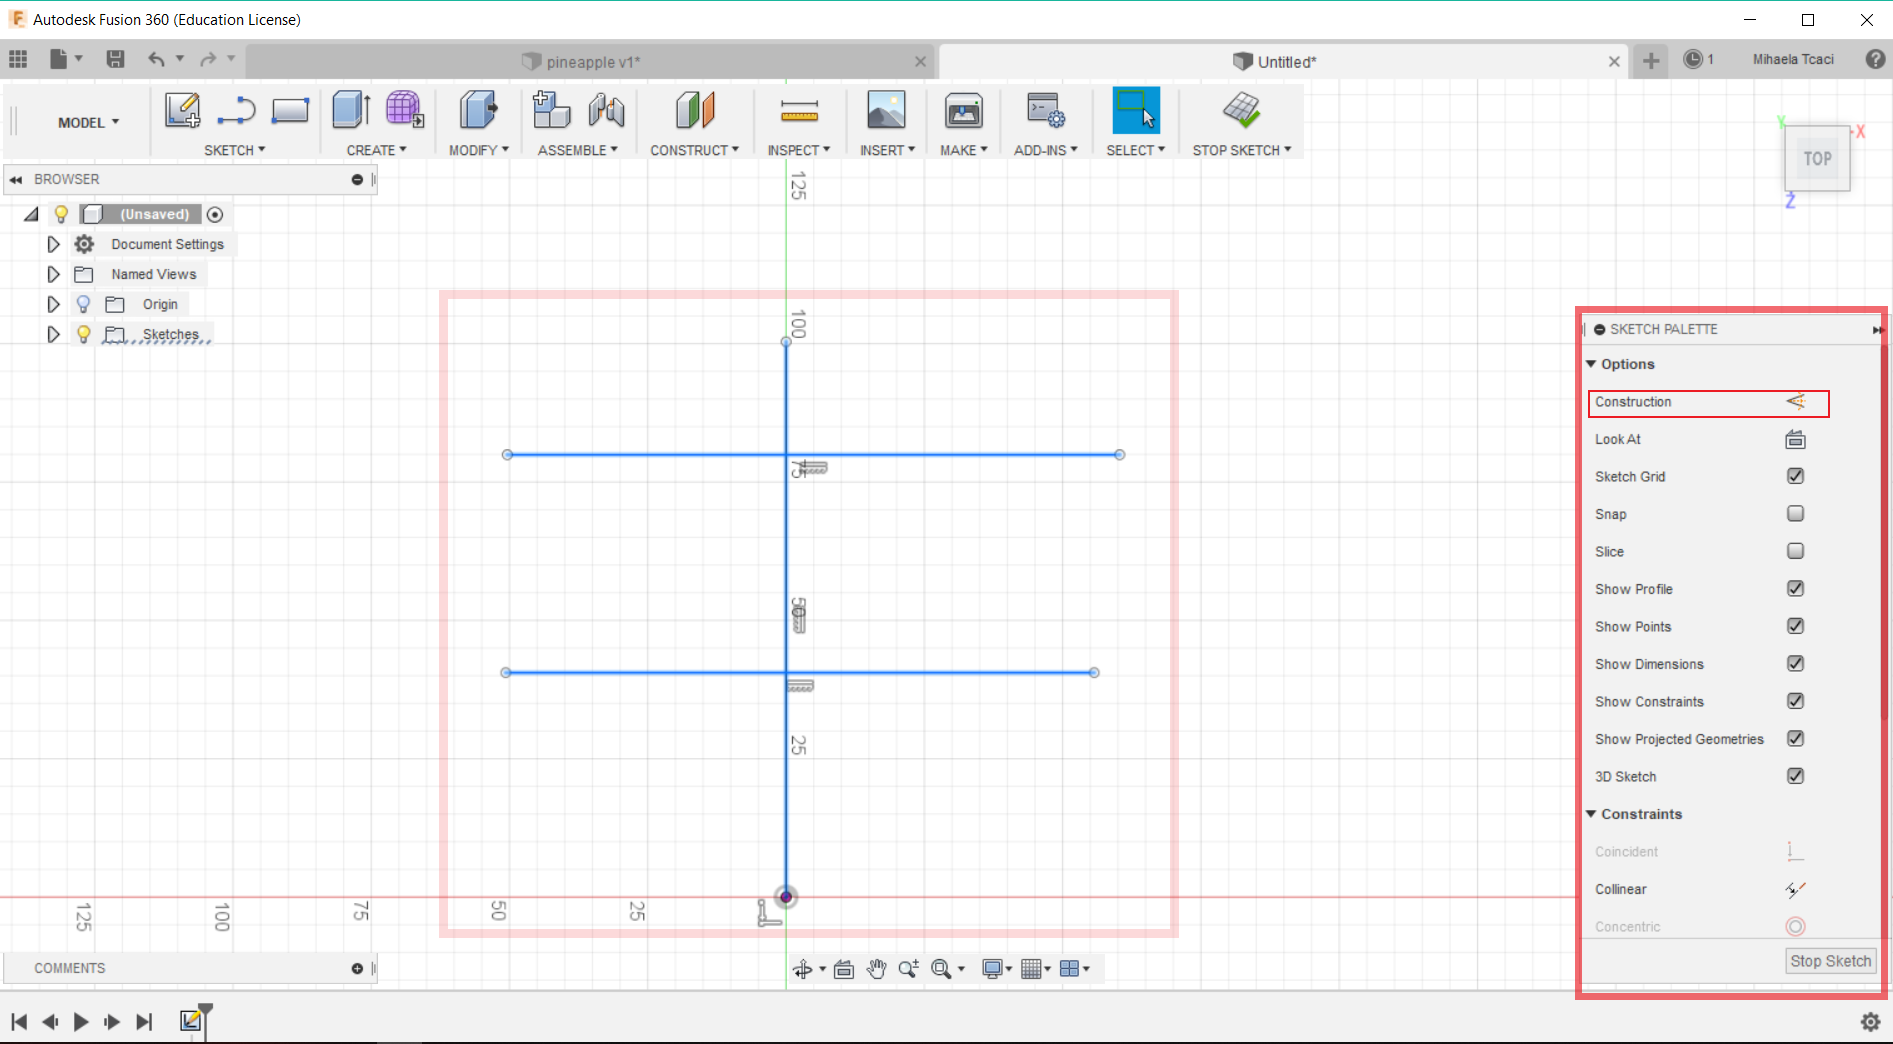 Autodesk Fusion 360 (Education License)
pineapple v1*
Untitled*
1
Mihaela Tcaci
MODEL
SKETCH
CREATE
MODIFY
ASSEMBLE
CONSTRUCT
INSPECT
INSERT
MAKE
ADD-INS
SELECT
STOP SKETCH
BROWSER
(Unsaved)
Document Settings
Named Views
Origin
Sketches
Y
X
TOP
Z
125
100
75
50
25
125
100
75
50
25
SKETCH PALETTE
Options
Construction
Look At
Sketch Grid
Snap
Slice
Show Profile
Show Points
Show Dimensions
Show Constraints
Show Projected Geometries
3D Sketch
Constraints
Coincident
Collinear
Concentric
Stop Sketch
COMMENTS